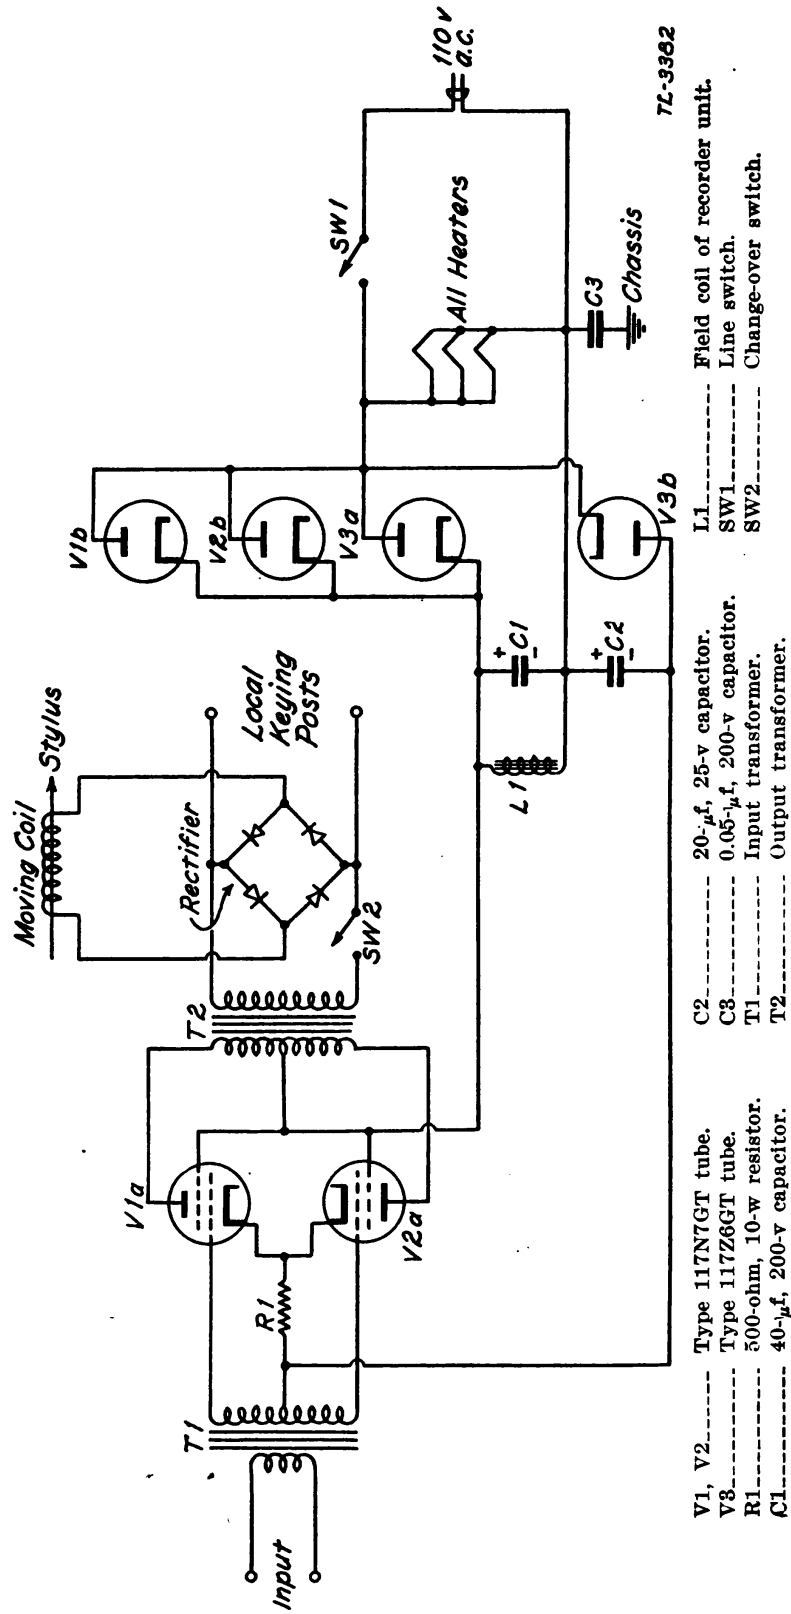 Moving Coil
Stylus
Rectifier
Local
Keying
Posts
SW2
T2
V1a
V2a
R1
T1
Input
V1b
V2b
V3a
V3b
C1
+
-
C2
+
-
L1
SW1
All Heaters
110 v
a.c.
C3
Chassis
TL-3382
V1, V2------- Type 117N7GT tube.
V3----------- Type 117Z6GT tube.
R1----------- 500-ohm, 10-w resistor.
C1----------- 40-μf, 200-v capacitor.
C2----------- 20-μf, 25-v capacitor.
C3----------- 0.05-μf, 200-v capacitor.
T1----------- Input transformer.
T2----------- Output transformer.
L1----------- Field coil of recorder unit.
SW1--------- Line switch.
SW2--------- Change-over switch.